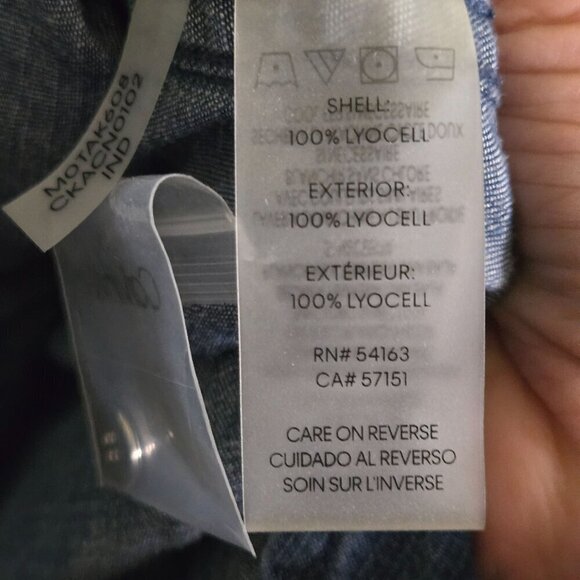 MOTAK608
CKACN0102
IND
SHELL:
100% LYOCELL
EXTERIOR:
100% LYOCELL
EXTÉRIEUR:
100% LYOCELL
RN# 54163
CA# 57151
CARE ON REVERSE
CUIDADO AL REVERSO
SOIN SUR L'INVERSE